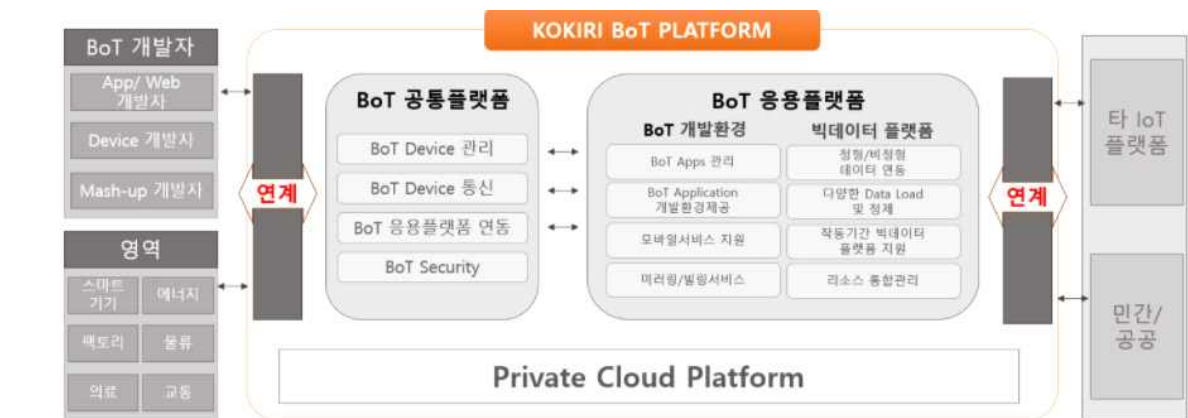 KOKIRI BoT PLATFORM
BoT 개발자
App/ Web
개발자
Device 개발자
Mash-up 개발자
영역
스마트
기기
에너지
팩토리
물류
의료
교통
연계
BoT 공통플랫폼
BoT Device 관리
BoT Device 통신
BoT 응용플랫폼 연동
BoT Security
BoT 응용플랫폼
BoT 개발환경
BoT Apps 관리
BoT Application
개발환경제공
모바일서비스 지원
미러링/빌링서비스
빅데이터 플랫폼
정형/비정형
데이터 연동
다양한 Data Load
및 정제
작동기간 빅데이터
플랫폼 지원
리소스 통합관리
연계
타 IoT
플랫폼
민간/
공공
Private Cloud Platform